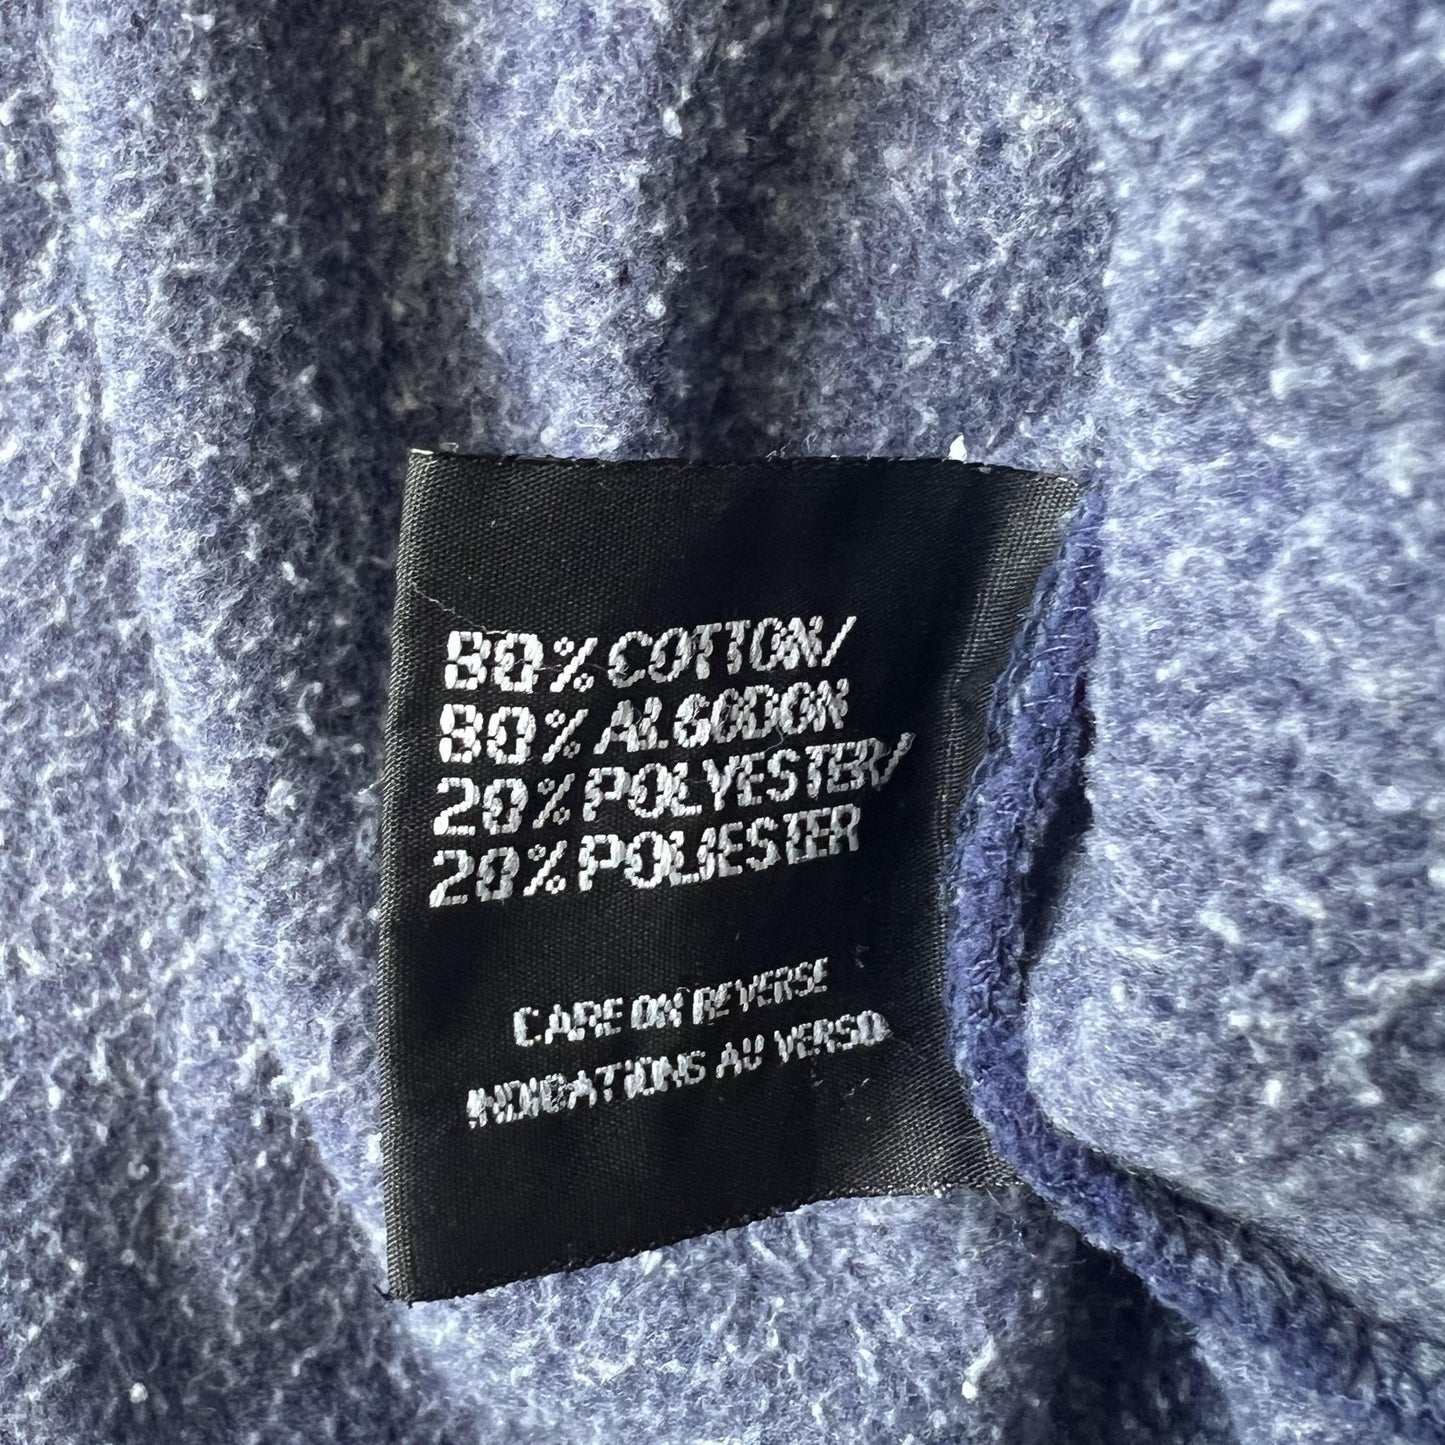 80% COTTON/
80% ALGODON
20% POLYESTER/
20% POLIESTER
CARE ON REVERSE
INDICATIONS AU VERSO